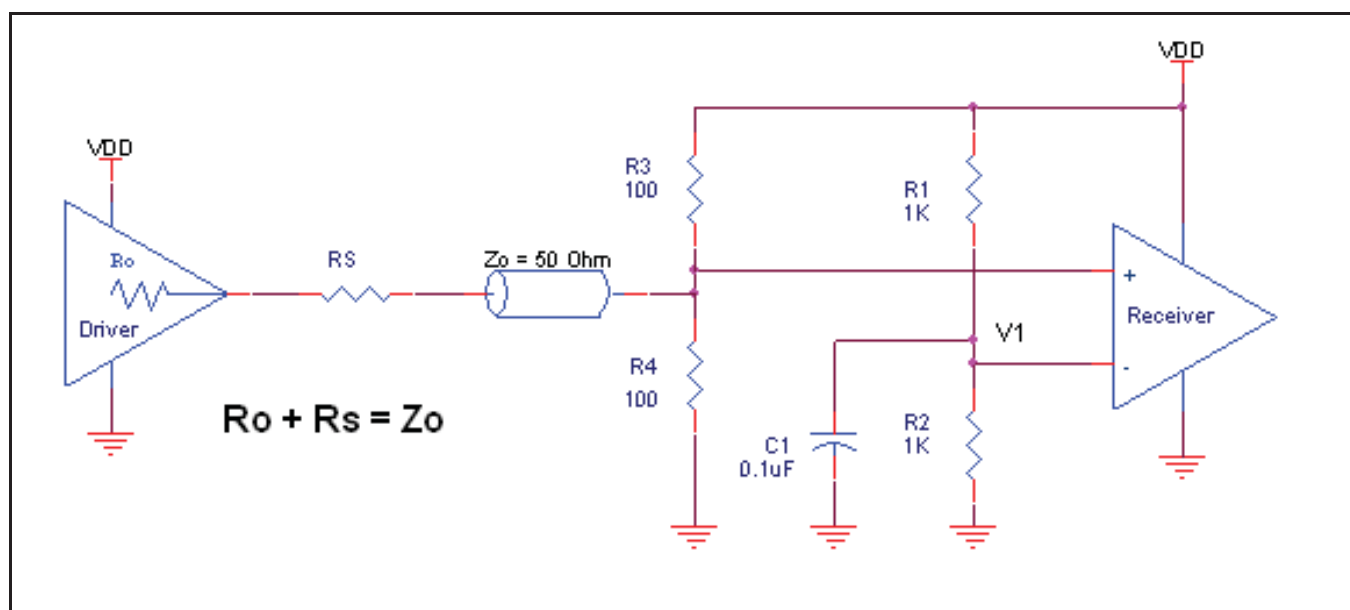 VDD
VDD
R3
100
R1
1K
Ro
RS
Zo = 50 Ohm
+
Driver
Receiver
V1
-
R4
100
Ro + Rs = Zo
R2
1K
C1
0.1uF